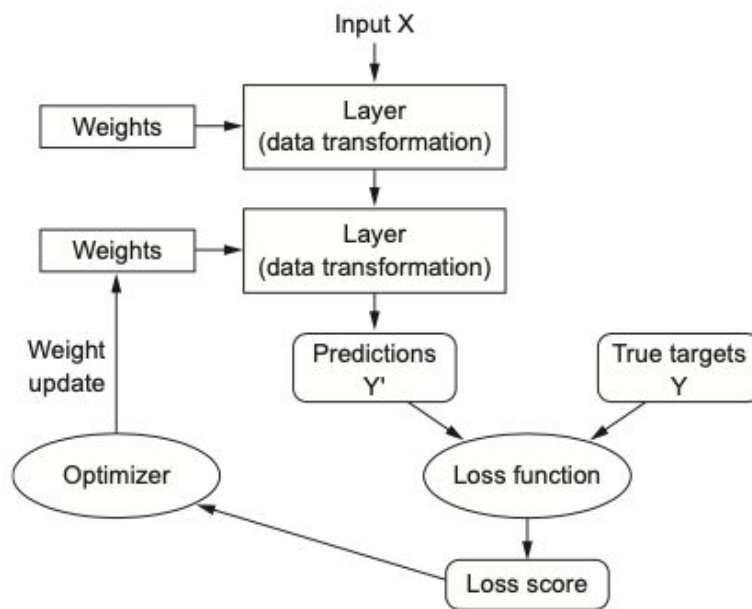 Input X
Weights
Layer
(data transformation)
Weights
Layer
(data transformation)
Weight
update
Predictions
Y'
True targets
Y
Optimizer
Loss function
Loss score